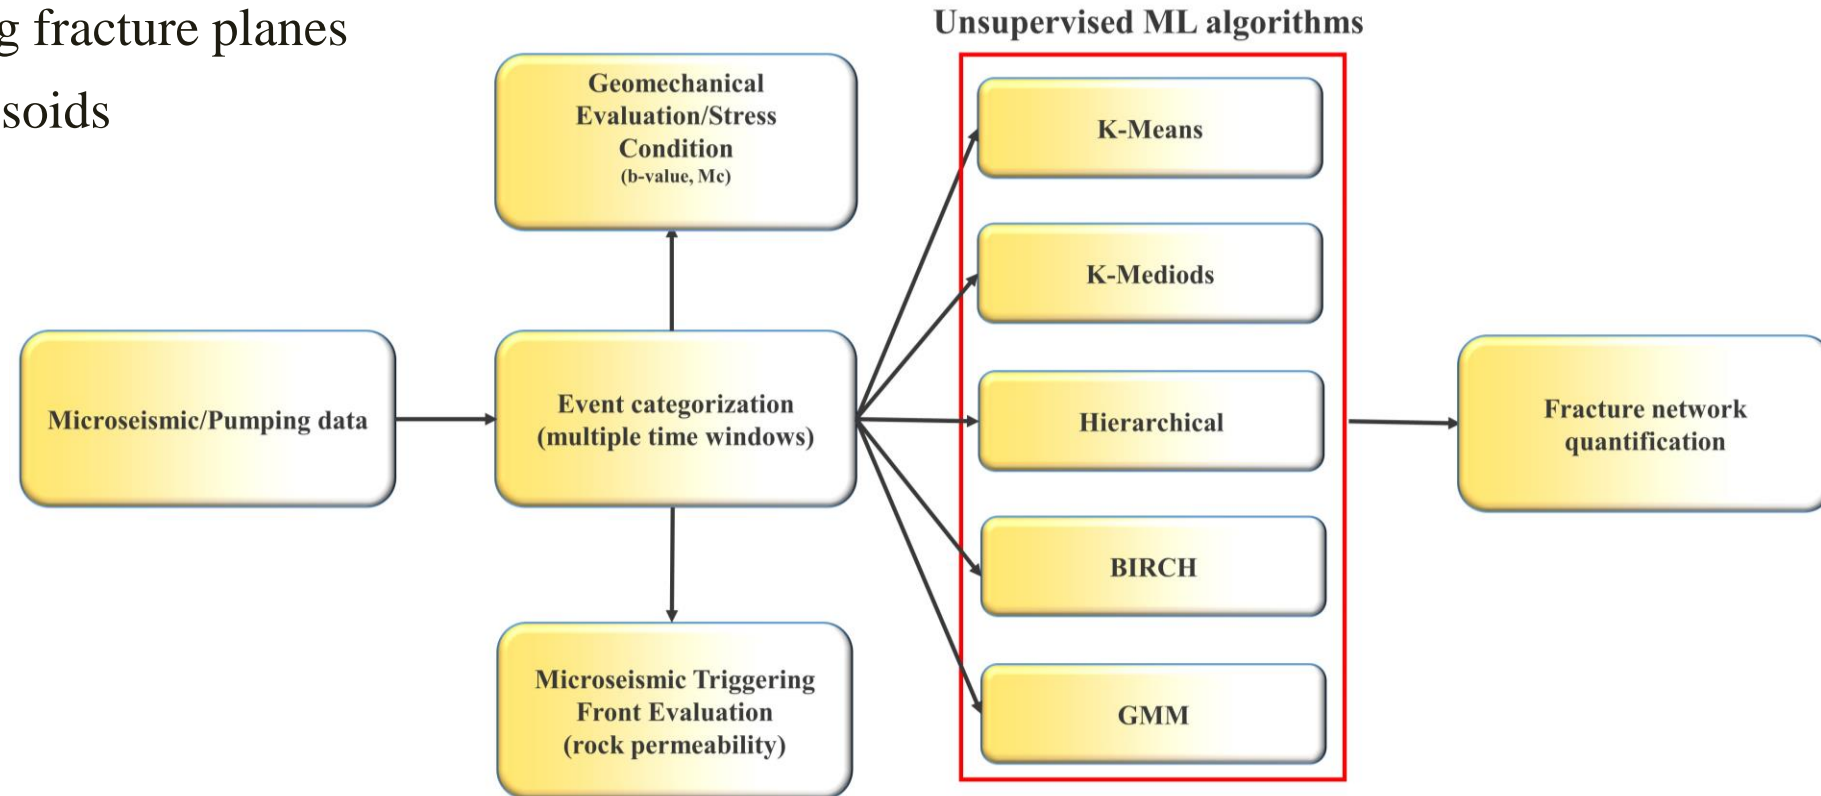 fracture planes
Unsupervised ML algorithms
Geomechanical
Evaluation/Stress
Condition
(b-value, Mc)
K-Means
K-Mediods
Microseismic/Pumping data
Event categorization
(multiple time windows)
Hierarchical
Fracture network
quantification
BIRCH
Microseismic Triggering
Front Evaluation
(rock permeability)
GMM